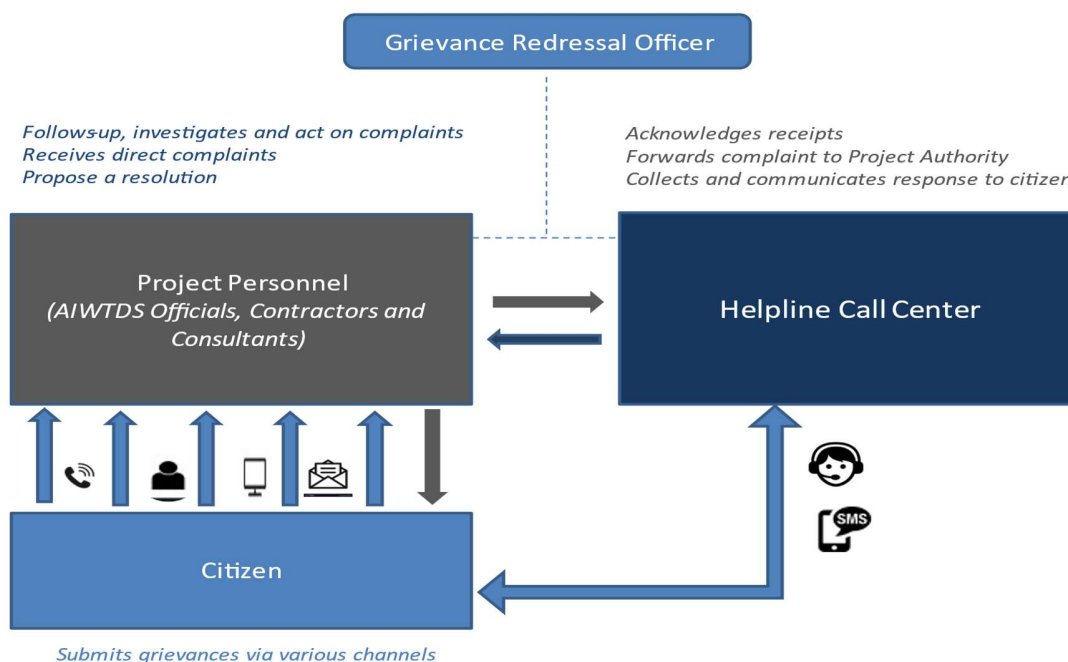 Grievance Redressal Officer
Follows-up, investigates and act on complaints
Receives direct complaints
Propose a resolution
Acknowledges receipts
Forwards complaint to Project Authority
Collects and communicates response to citizen
Project Personnel
(AIWTDS Officials, Contractors and
Consultants)
Helpline Call Center
SMS
Citizen
Submits grievances via various channels